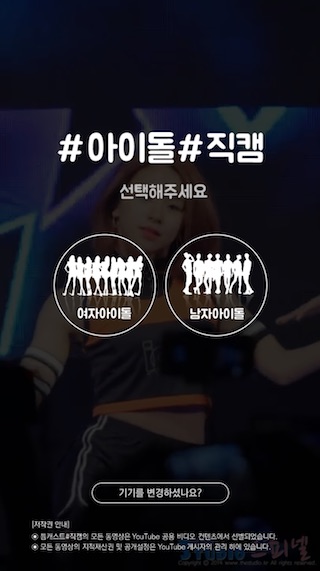 #아이돌#직캠
선택해주세요
여자아이돌
남자아이돌
기기를 변경하셨나요?
[저작권 안내]
◉ 톱캐스트#직캠의 모든 동영상은 YouTube 공용 비디오 컨텐츠에서 선별되었습니다.
◉ 모든 동영상의 지적재산권 및 공개설정은 YouTube 게시자의 관리 하에 있습니다.